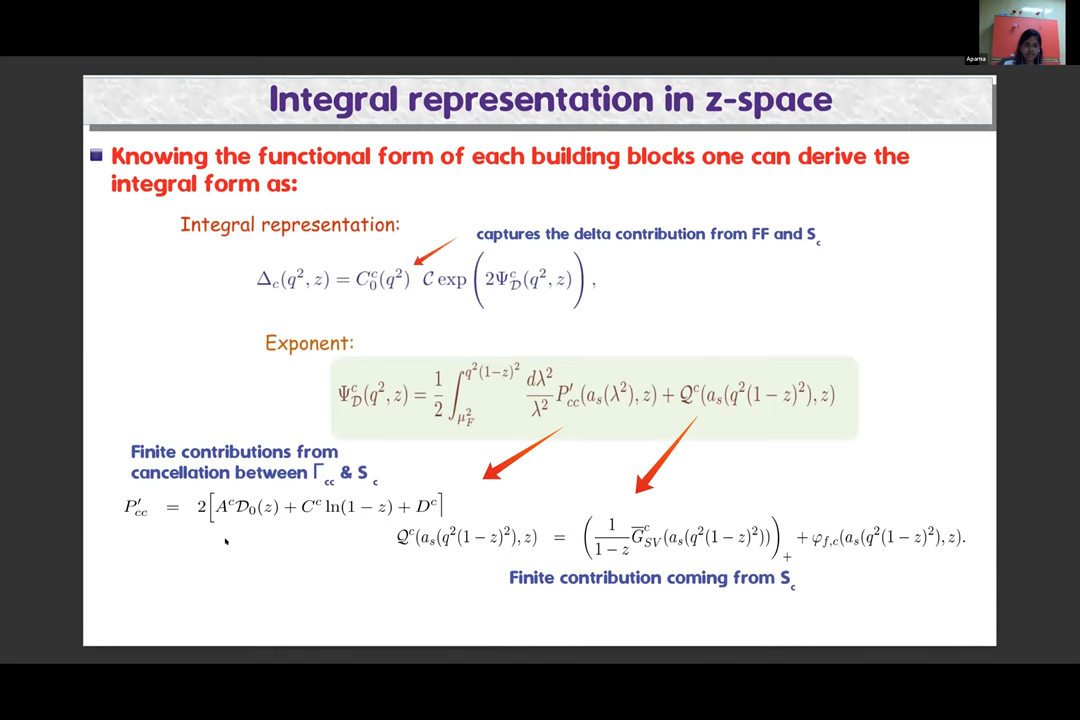 Aparna
Integral representation in z-space
Knowing the functional form of each building blocks one can derive the
integral form as:
Integral representation:
captures the delta contribution from FF and S_c
Δ_c(q², z) = C₀^c(q²) 𝒞 exp ( 2Ψ_𝒟^c(q², z) ) ,
Exponent:
Ψ_𝒟^c(q², z) = 1/2 ∫_{μ_F²}^{q²(1−z)²} dλ²/λ² P′_cc(a_s(λ²), z) + 𝒬^c(a_s(q²(1 − z)²), z)
Finite contributions from
cancellation between Γ_cc & S_c
P′_cc = 2[A^c 𝒟₀(z) + C^c ln(1 − z) + D^c]
𝒬^c(a_s(q²(1 − z)²), z) = ( 1/(1 − z) G̅^c_SV(a_s(q²(1 − z)²)) )_+ + φ_{f,c}(a_s(q²(1 − z)²), z).
Finite contribution coming from S_c